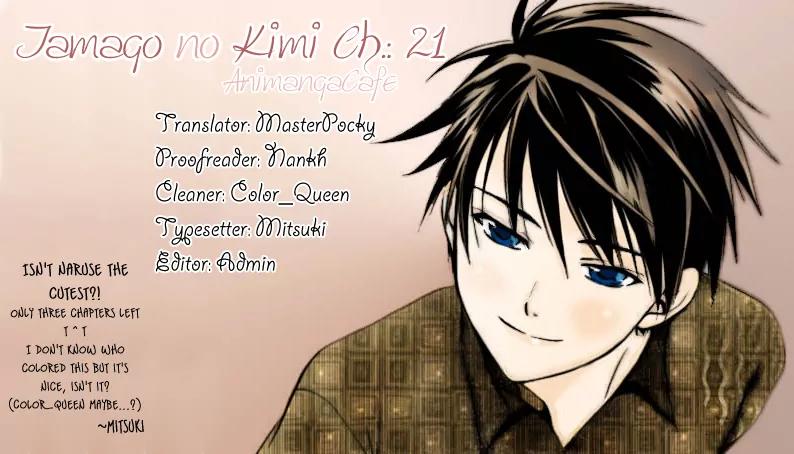 Tamago no Kimi Ch.: 21
AnimangaCafe
Translator: MasterPocky
Proofreader: Nankh
Cleaner: Color_Queen
Typesetter: Mitsuki
Editor: Admin
ISN'T NARUSE THE
CUTEST?!
ONLY THREE CHAPTERS LEFT
T ^ T
I DON'T KNOW WHO
COLORED THIS BUT IT'S
NICE, ISN'T IT?
(COLOR_QUEEN MAYBE...?)
~MITSUKI